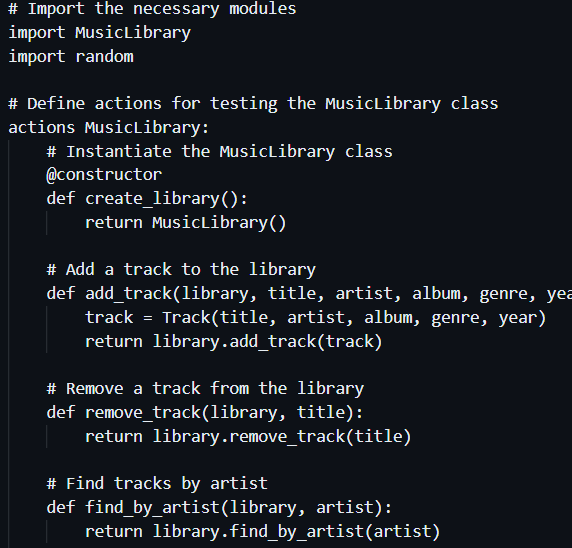 # Import the necessary modules
import MusicLibrary
import random
# Define actions for testing the MusicLibrary class
actions MusicLibrary:
# Instantiate the MusicLibrary class
@constructor
def create_library():
return MusicLibrary()
# Add a track to the library
def add_track(library, title, artist, album, genre, yea
track = Track(title, artist, album, genre, year)
return library.add_track(track)
# Remove a track from the library
def remove_track(library, title):
return library.remove_track(title)
# Find tracks by artist
def find_by_artist(library, artist):
return library.find_by_artist(artist)